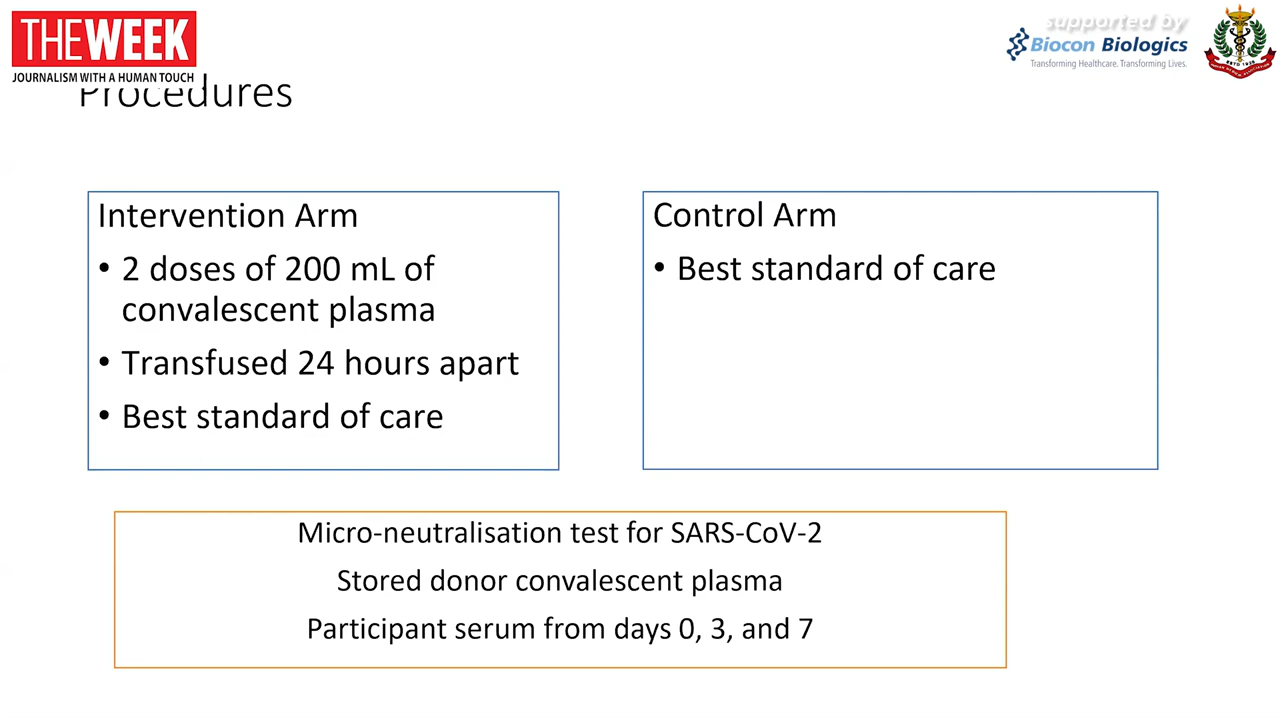 THE WEEK
JOURNALISM WITH A HUMAN TOUCH
supported by
Biocon Biologics
Transforming Healthcare. Transforming Lives.
Procedures
Intervention Arm
• 2 doses of 200 mL of
convalescent plasma
• Transfused 24 hours apart
• Best standard of care
Control Arm
• Best standard of care
Micro-neutralisation test for SARS-CoV-2
Stored donor convalescent plasma
Participant serum from days 0, 3, and 7